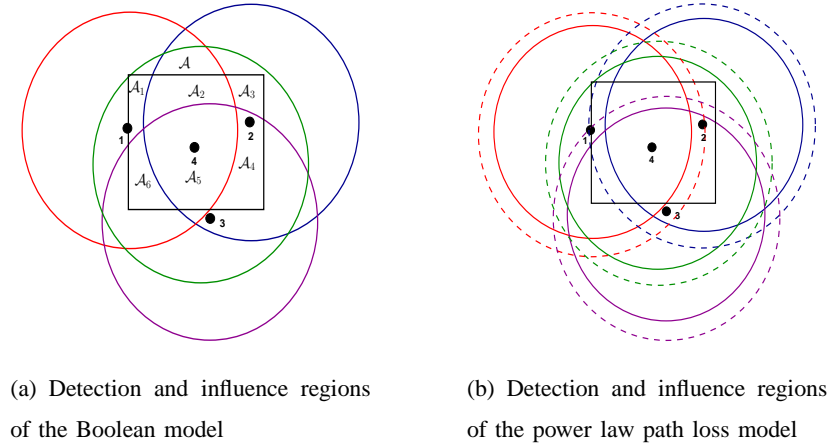 𝒜
𝒜₁ 𝒜₂ 𝒜₃
1 2
4 𝒜₄
𝒜₆ 𝒜₅
3
1 2
4
3
(a) Detection and influence regions
of the Boolean model
(b) Detection and influence regions
of the power law path loss model